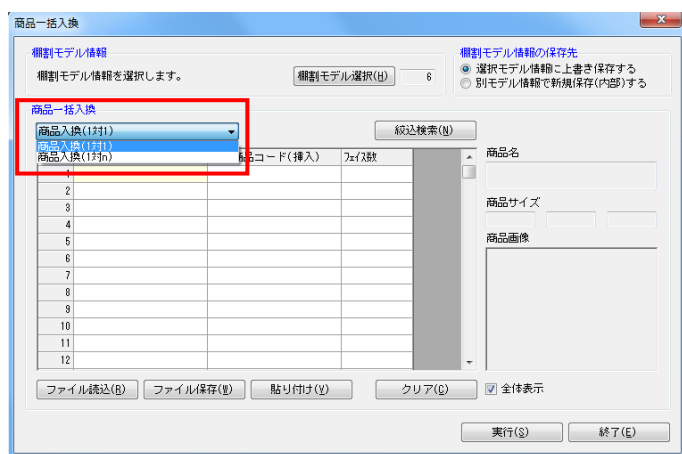 商品一括入換
棚割モデル情報
棚割モデル情報を選択します。
棚割モデル選択(H)
6
棚割モデル情報の保存先
選択モデル情報に上書き保存する
別モデル情報で新規保存(内部)する
商品一括入換
商品入換(1対1)
絞込検索(N)
商品入換(1対1)
商品入換(1対n)
商品コード(挿入)
フェイス数
1
2
3
4
5
6
7
8
9
10
11
12
商品名
商品サイズ
商品画像
ファイル読込(R)
ファイル保存(W)
貼り付け(V)
クリア(C)
全体表示
実行(S)
終了(E)